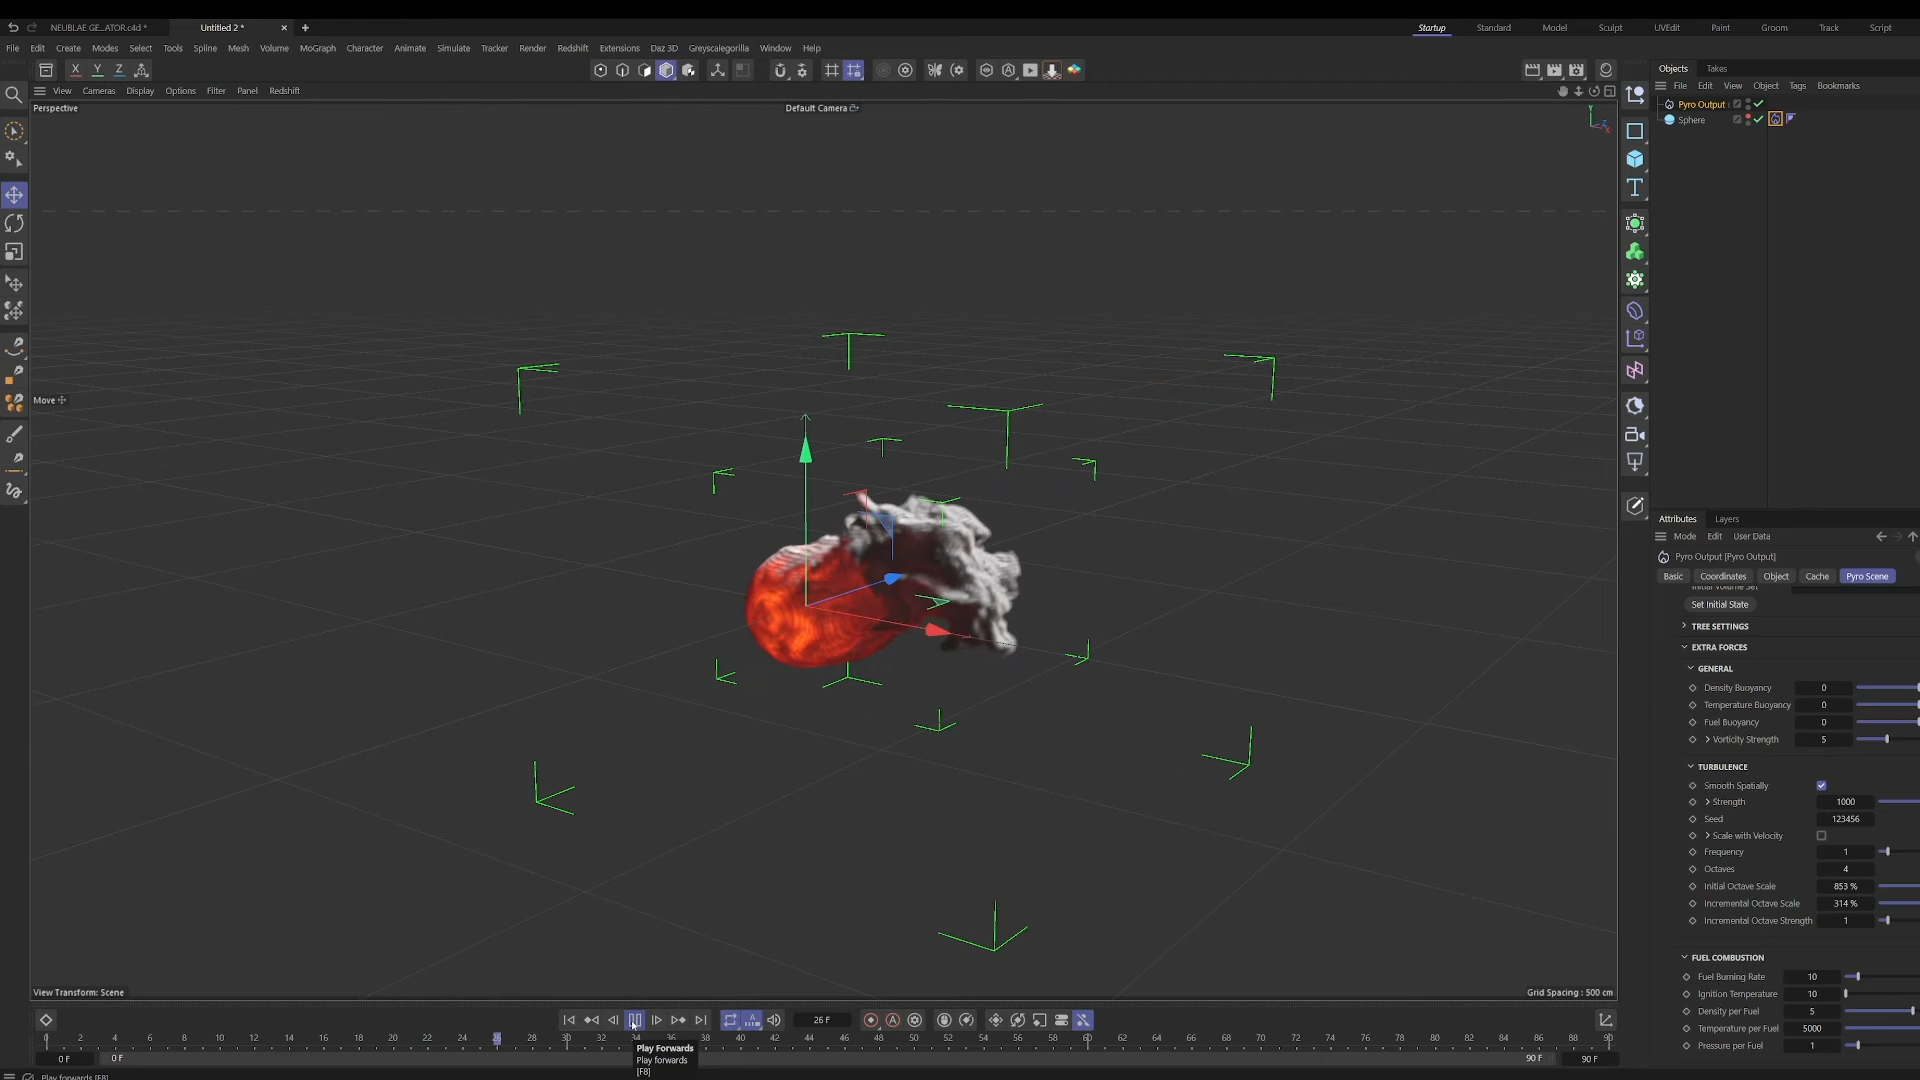 NEUBLAE GE...ATOR.c4d *
Untitled 2 *
Startup
Standard
Model
Sculpt
UVEdit
Paint
Groom
Track
Script
File
Edit
Create
Modes
Select
Tools
Spline
Mesh
Volume
MoGraph
Character
Animate
Simulate
Tracker
Render
Redshift
Extensions
Daz 3D
Greyscalegorilla
Window
Help
X
Y
Z
Objects
Takes
View
Cameras
Display
Options
Filter
Panel
Redshift
File
Edit
View
Object
Tags
Bookmarks
Perspective
Default Camera
Y
Z
X
Pyro Output
Sphere
Move
Attributes
Layers
Mode
Edit
User Data
Pyro Output [Pyro Output]
Basic
Coordinates
Object
Cache
Pyro Scene
Initial Volume Set
Set Initial State
TREE SETTINGS
EXTRA FORCES
GENERAL
Density Buoyancy 0
Temperature Buoyancy 0
Fuel Buoyancy 0
Vorticity Strength 5
TURBULENCE
Smooth Spatially
Strength 1000
Seed 123456
Scale with Velocity
Frequency 1
Octaves 4
Initial Octave Scale 853 %
Incremental Octave Scale 314 %
Incremental Octave Strength 1
FUEL COMBUSTION
Fuel Burning Rate 10
Ignition Temperature 10
Density per Fuel 5
Temperature per Fuel 5000
Pressure per Fuel 1
View Transform: Scene
Grid Spacing : 500 cm
26 F
0 2 4 6 8 10 12 14 16 18 20 22 24 26 28 30 32 34 36 38 40 42 44 46 48 50 52 54 56 58 60 62 64 66 68 70 72 74 76 78 80 82 84 86 88 90
0 F
0 F
90 F
90 F
Play Forwards
Play forwards
[F8]
Play forwards [F8]